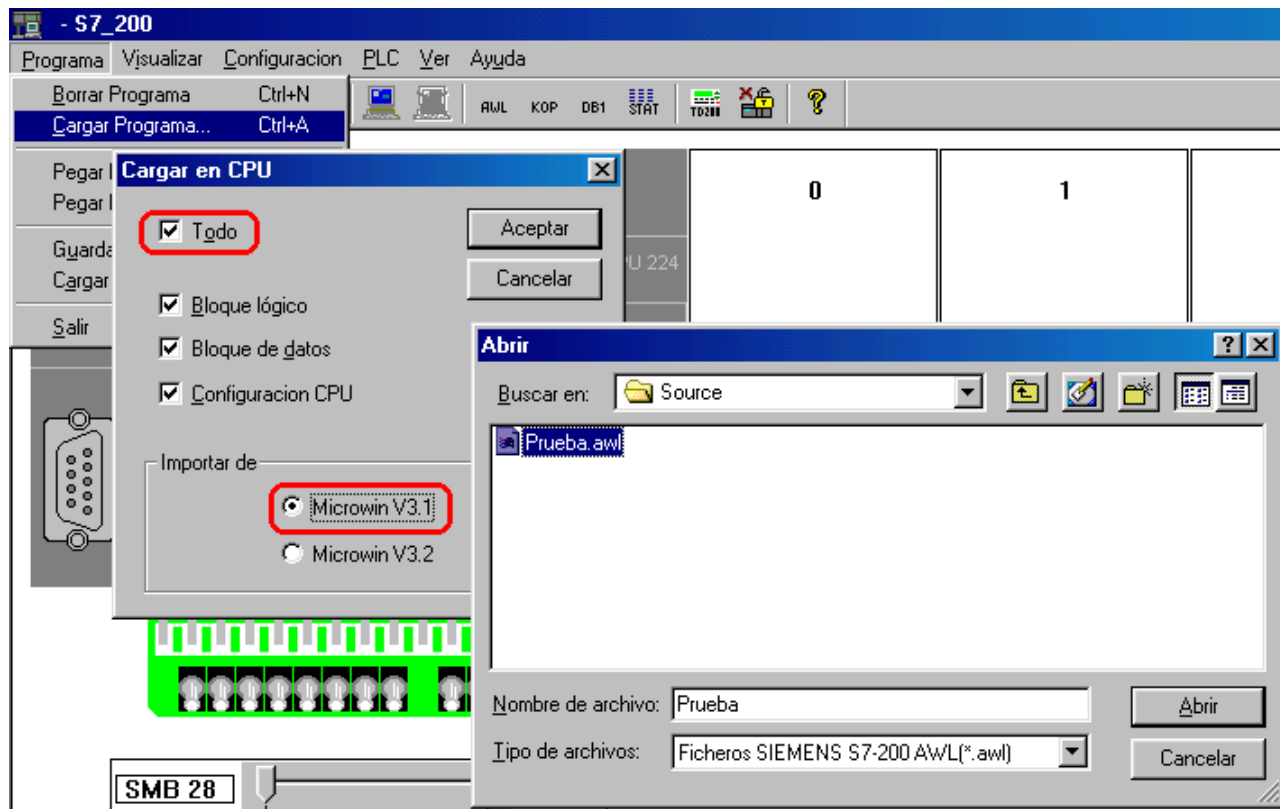 - S7_200
Programa Visualizar Configuracion PLC Ver Ayuda
Borrar Programa Ctrl+N
Cargar Programa... Ctrl+A
AWL KOP DB1 STAT TD200
Pegar
Pegar
Guarda
Cargar
Salir
Cargar en CPU
Todo
Aceptar
Cancelar
Bloque lógico
Bloque de datos
Configuracion CPU
Importar de
Microwin V3.1
Microwin V3.2
PU 224
0 1
Abrir
Buscar en: Source
Prueba.awl
Nombre de archivo: Prueba
Abrir
Tipo de archivos: Ficheros SIEMENS S7-200 AWL(*.awl)
Cancelar
SMB 28